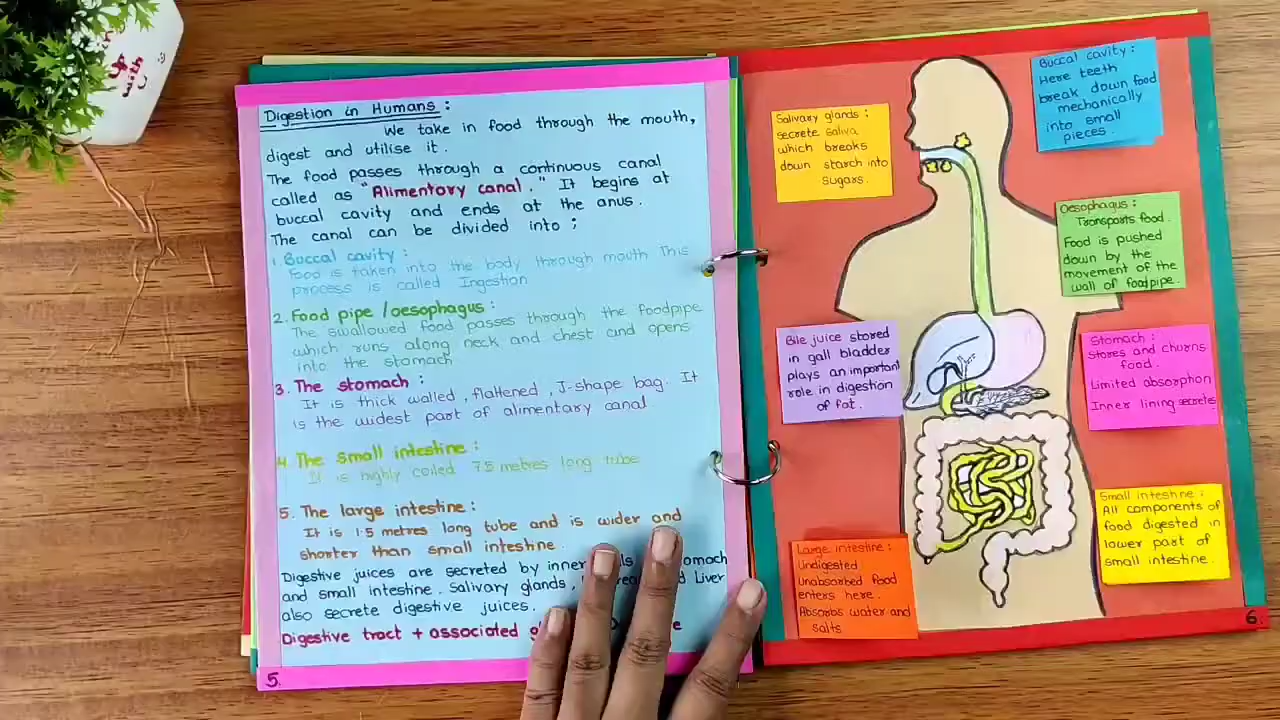 Digestion in Humans :
We take in food through the mouth,
digest and utilise it.
The food passes through a continuous canal
called as "Alimentory canal." It begins at
buccal cavity and ends at the anus.
The canal can be divided into ;
1. Buccal cavity :
Food is taken into the body through mouth This
process is called Ingestion
2. Food pipe /oesophagus :
The swallowed food passes through the foodpipe
which runs along neck and chest and opens
into the stomach
3. The stomach :
It is thick walled, flattened, J-shape bag. It
is the widest part of alimentary canal
4. The small intestine :
It is highly coiled 7.5 metres long tube
5. The large intestine :
It is 1.5 metres long tube and is wider and
shorter than small intestine.
Digestive juices are secreted by inner
and small intestine. Salivary glands, Liver
also secrete digestive juices.
Digestive tract + associated
5.
Salivary glands :
secrete saliva
which breaks
down starch into
sugars.
Buccal cavity :
Here teeth
break down food
mechanically
into small
pieces.
Oesophagus :
Transports food.
Food is pushed
down by the
movement of the
wall of foodpipe.
Bile juice stored
in gall bladder
plays an important
role in digestion
of fat.
Stomach :
Stores and churns
food.
Limited absorption
Inner lining secretes
Small intestine :
All components of
food digested in
lower part of
small intestine.
Large intestine :
Undigested
Unabsorbed food
enters here.
Absorbs water and
salts
6.